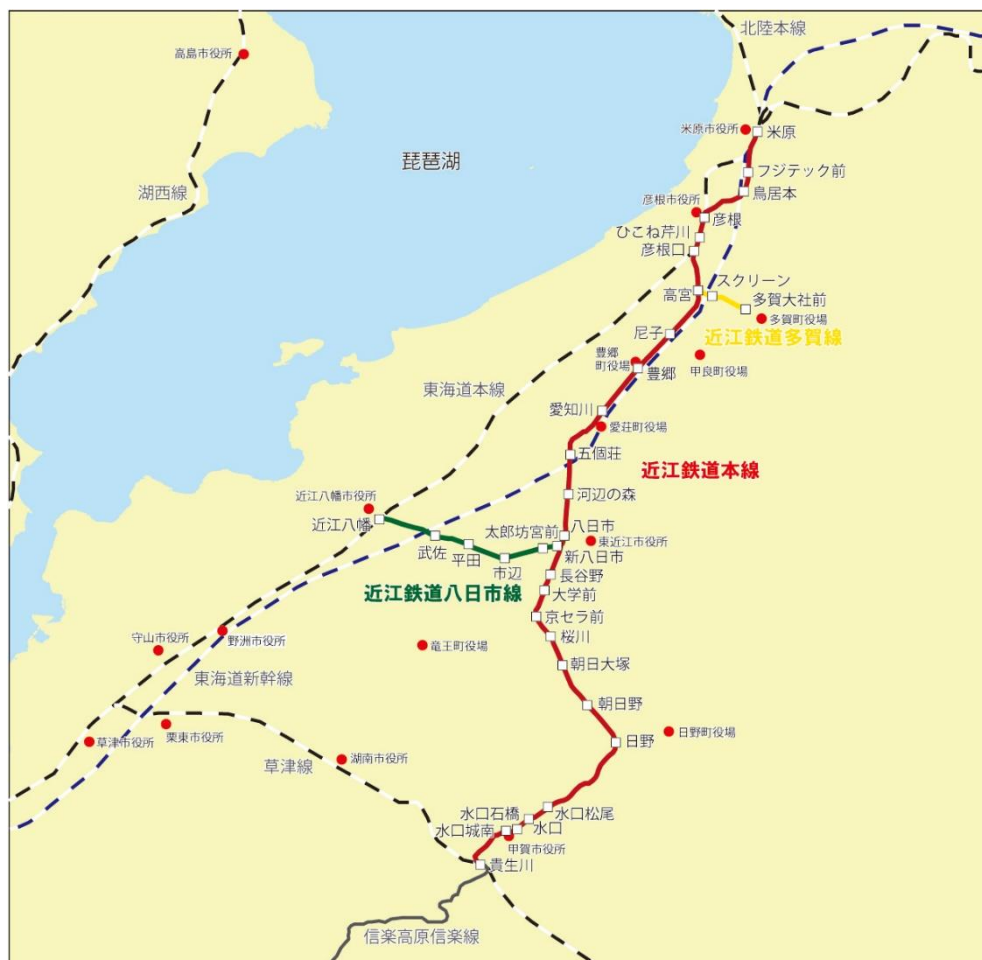 北陸本線
高島市役所
米原市役所
米原
琵琶湖
フジテック前
湖西線
鳥居本
彦根市役所
彦根
ひこね芹川
彦根口
スクリーン
高宮
多賀大社前
多賀町役場
近江鉄道多賀線
尼子
豊郷
町役場
豊郷
甲良町役場
東海道本線
愛知川
愛荘町役場
五個荘
近江鉄道本線
河辺の森
近江八幡市役所
近江八幡
太郎坊宮前
八日市
東近江市役所
武佐
平田
市辺
新八日市
長谷野
近江鉄道八日市線
大学前
京セラ前
桜川
守山市役所
野洲市役所
竜王町役場
東海道新幹線
朝日大塚
朝日野
栗東市役所
草津市役所
日野町役場
日野
湖南市役所
草津線
水口石橋
水口松尾
水口城南
水口
甲賀市役所
貴生川
信楽高原信楽線